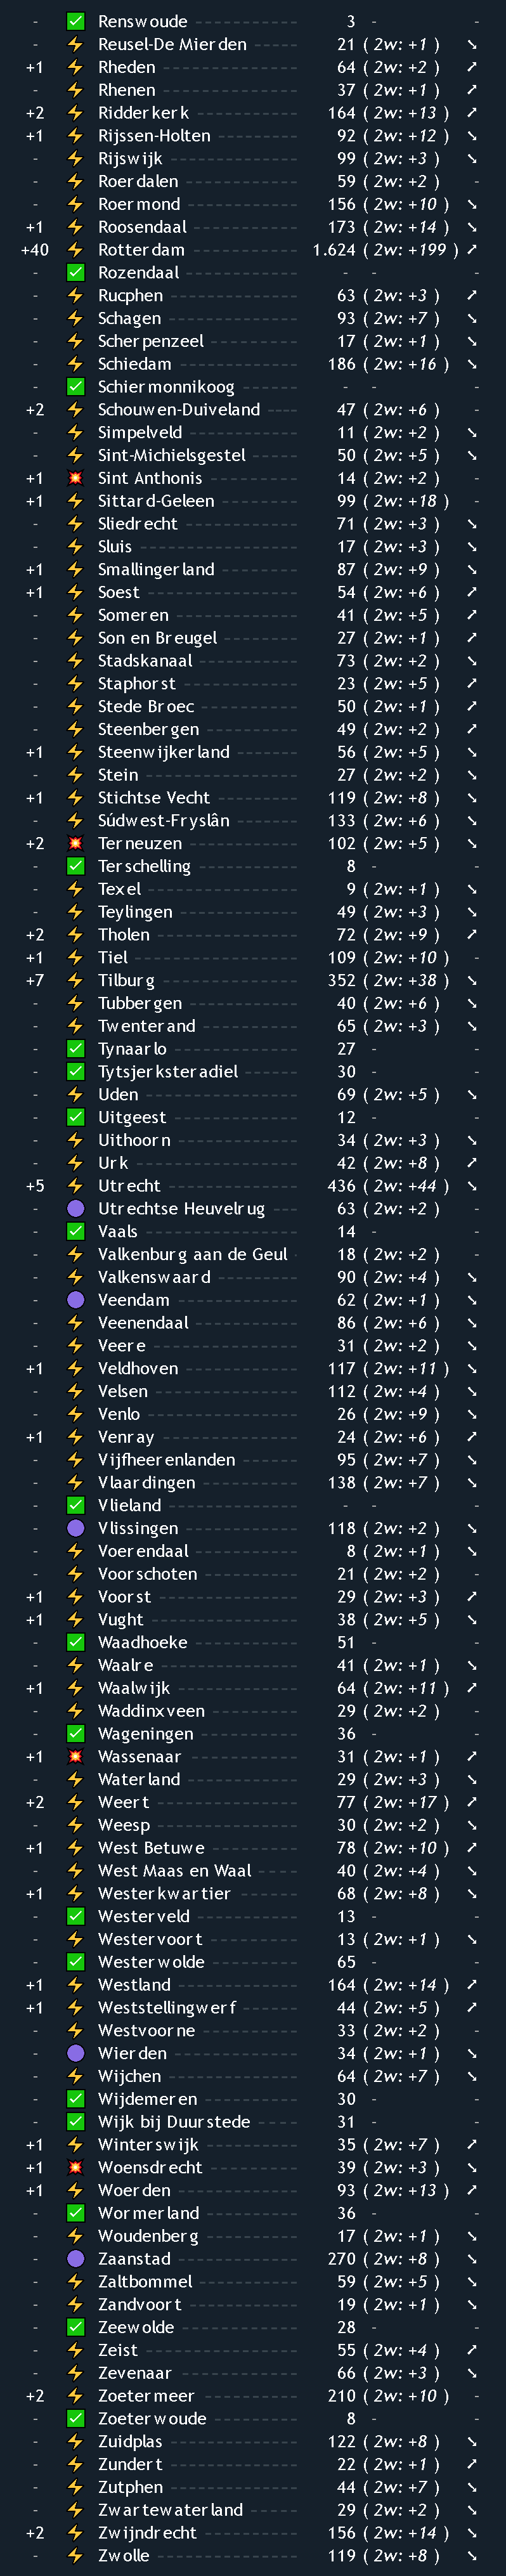 - ✅ Renswoude 3 - -
- ⚡ Reusel-De Mierden 21 ( 2w: +1 ) ➘
+1 ⚡ Rheden 64 ( 2w: +2 ) ➚
- ⚡ Rhenen 37 ( 2w: +1 ) ➚
+2 ⚡ Ridderkerk 164 ( 2w: +13 ) ➚
+1 ⚡ Rijssen-Holten 92 ( 2w: +12 ) ➘
- ⚡ Rijswijk 99 ( 2w: +3 ) ➘
- ⚡ Roerdalen 59 ( 2w: +2 ) -
- ⚡ Roermond 156 ( 2w: +10 ) ➘
+1 ⚡ Roosendaal 173 ( 2w: +14 ) ➘
+40 ⚡ Rotterdam 1.624 ( 2w: +199 ) ➚
- ✅ Rozendaal - - -
- ⚡ Rucphen 63 ( 2w: +3 ) ➚
- ⚡ Schagen 93 ( 2w: +7 ) ➘
- ⚡ Scherpenzeel 17 ( 2w: +1 ) ➘
- ⚡ Schiedam 186 ( 2w: +16 ) ➘
- ✅ Schiermonnikoog - - -
+2 ⚡ Schouwen-Duiveland 47 ( 2w: +6 ) -
- ⚡ Simpelveld 11 ( 2w: +2 ) ➘
- ⚡ Sint-Michielsgestel 50 ( 2w: +5 ) ➘
+1 💥 Sint Anthonis 14 ( 2w: +2 ) -
+1 ⚡ Sittard-Geleen 99 ( 2w: +18 ) -
- ⚡ Sliedrecht 71 ( 2w: +3 ) ➘
- ⚡ Sluis 17 ( 2w: +3 ) ➘
+1 ⚡ Smallingerland 87 ( 2w: +9 ) ➘
+1 ⚡ Soest 54 ( 2w: +6 ) ➚
- ⚡ Someren 41 ( 2w: +5 ) ➚
- ⚡ Son en Breugel 27 ( 2w: +1 ) ➚
- ⚡ Stadskanaal 73 ( 2w: +2 ) ➘
- ⚡ Staphorst 23 ( 2w: +5 ) ➚
- ⚡ Stede Broec 50 ( 2w: +1 ) ➚
- ⚡ Steenbergen 49 ( 2w: +2 ) ➚
+1 ⚡ Steenwijkerland 56 ( 2w: +5 ) ➘
- ⚡ Stein 27 ( 2w: +2 ) ➘
+1 ⚡ Stichtse Vecht 119 ( 2w: +8 ) ➘
- ⚡ Súdwest-Fryslân 133 ( 2w: +6 ) ➘
+2 💥 Terneuzen 102 ( 2w: +5 ) ➘
- ✅ Terschelling 8 - -
- ⚡ Texel 9 ( 2w: +1 ) ➘
- ⚡ Teylingen 49 ( 2w: +3 ) ➘
+2 ⚡ Tholen 72 ( 2w: +9 ) ➚
+1 ⚡ Tiel 109 ( 2w: +10 ) -
+7 ⚡ Tilburg 352 ( 2w: +38 ) ➘
- ⚡ Tubbergen 40 ( 2w: +6 ) ➘
- ⚡ Twenterand 65 ( 2w: +3 ) ➘
- ✅ Tynaarlo 27 - -
- ✅ Tytsjerksteradiel 30 - -
- ⚡ Uden 69 ( 2w: +5 ) ➘
- ✅ Uitgeest 12 - -
- ⚡ Uithoorn 34 ( 2w: +3 ) ➘
- ⚡ Urk 42 ( 2w: +8 ) ➚
+5 ⚡ Utrecht 436 ( 2w: +44 ) ➘
- 🟣 Utrechtse Heuvelrug 63 ( 2w: +2 ) -
- ✅ Vaals 14 - -
- ⚡ Valkenburg aan de Geul 18 ( 2w: +2 ) -
- ⚡ Valkenswaard 90 ( 2w: +4 ) ➘
- 🟣 Veendam 62 ( 2w: +1 ) ➘
- ⚡ Veenendaal 86 ( 2w: +6 ) ➘
- ⚡ Veere 31 ( 2w: +2 ) ➘
+1 ⚡ Veldhoven 117 ( 2w: +11 ) ➘
- ⚡ Velsen 112 ( 2w: +4 ) ➘
- ⚡ Venlo 26 ( 2w: +9 ) ➘
+1 ⚡ Venray 24 ( 2w: +6 ) ➚
- ⚡ Vijfheerenlanden 95 ( 2w: +7 ) ➘
- ⚡ Vlaardingen 138 ( 2w: +7 ) ➘
- ✅ Vlieland - - -
- 🟣 Vlissingen 118 ( 2w: +2 ) ➘
- ⚡ Voerendaal 8 ( 2w: +1 ) ➘
- ⚡ Voorschoten 21 ( 2w: +2 ) -
+1 ⚡ Voorst 29 ( 2w: +3 ) ➚
+1 ⚡ Vught 38 ( 2w: +5 ) ➘
- ✅ Waadhoeke 51 - -
- ⚡ Waalre 41 ( 2w: +1 ) ➘
+1 ⚡ Waalwijk 64 ( 2w: +11 ) ➚
- ⚡ Waddinxveen 29 ( 2w: +2 ) -
- ✅ Wageningen 36 - -
+1 💥 Wassenaar 31 ( 2w: +1 ) ➚
- ⚡ Waterland 29 ( 2w: +3 ) ➘
+2 ⚡ Weert 77 ( 2w: +17 ) ➚
- ⚡ Weesp 30 ( 2w: +2 ) ➘
+1 ⚡ West Betuwe 78 ( 2w: +10 ) ➚
- ⚡ West Maas en Waal 40 ( 2w: +4 ) ➘
+1 ⚡ Westerkwartier 68 ( 2w: +8 ) ➘
- ✅ Westerveld 13 - -
- ⚡ Westervoort 13 ( 2w: +1 ) ➘
- ✅ Westerwolde 65 - -
+1 ⚡ Westland 164 ( 2w: +14 ) ➚
+1 ⚡ Weststellingwerf 44 ( 2w: +5 ) ➚
- ⚡ Westvoorne 33 ( 2w: +2 ) -
- 🟣 Wierden 34 ( 2w: +1 ) ➘
- ⚡ Wijchen 64 ( 2w: +7 ) ➘
- ✅ Wijdemeren 30 - -
- ✅ Wijk bij Duurstede 31 - -
+1 ⚡ Winterswijk 35 ( 2w: +7 ) ➚
+1 💥 Woensdrecht 39 ( 2w: +3 ) ➘
+1 ⚡ Woerden 93 ( 2w: +13 ) ➚
- ✅ Wormerland 36 - -
- ⚡ Woudenberg 17 ( 2w: +1 ) ➘
- 🟣 Zaanstad 270 ( 2w: +8 ) ➘
- ⚡ Zaltbommel 59 ( 2w: +5 ) ➘
- ⚡ Zandvoort 19 ( 2w: +1 ) ➘
- ✅ Zeewolde 28 - -
- ⚡ Zeist 55 ( 2w: +4 ) ➚
- ⚡ Zevenaar 66 ( 2w: +3 ) ➘
+2 ⚡ Zoetermeer 210 ( 2w: +10 ) -
- ✅ Zoeterwoude 8 - -
- ⚡ Zuidplas 122 ( 2w: +8 ) ➘
- ⚡ Zundert 22 ( 2w: +1 ) ➚
- ⚡ Zutphen 44 ( 2w: +7 ) ➘
- ⚡ Zwartewaterland 29 ( 2w: +2 ) ➘
+2 ⚡ Zwijndrecht 156 ( 2w: +14 ) ➘
- ⚡ Zwolle 119 ( 2w: +8 ) ➘